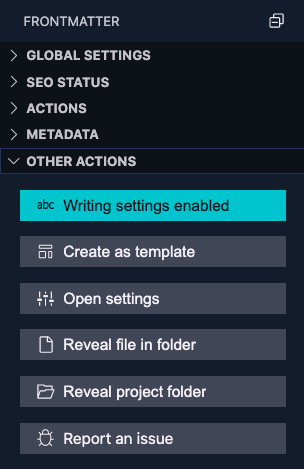 FRONTMATTER
GLOBAL SETTINGS
SEO STATUS
ACTIONS
METADATA
OTHER ACTIONS
abc Writing settings enabled
Create as template
Open settings
Reveal file in folder
Reveal project folder
Report an issue